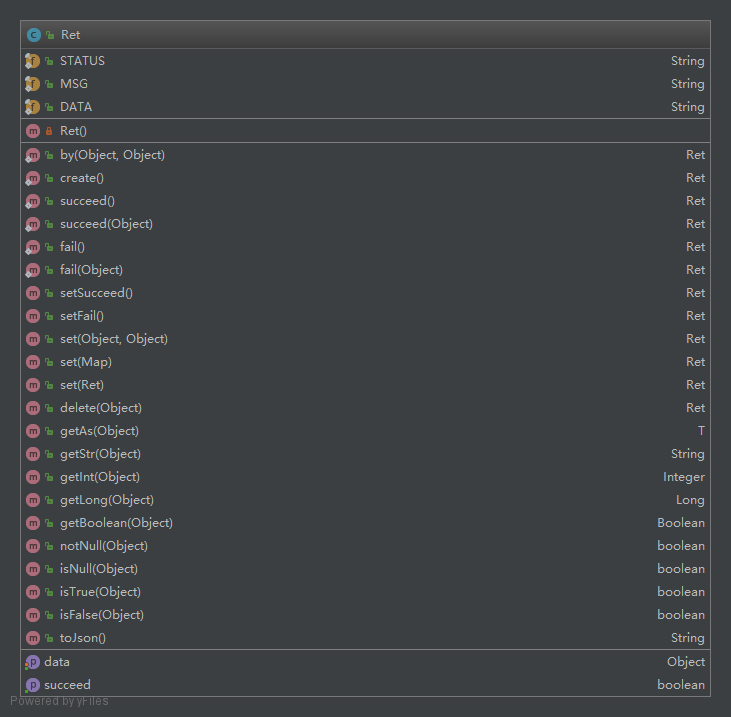 C Ret
f STATUS String
f MSG String
f DATA String
m Ret()
m by(Object, Object) Ret
m create() Ret
m succeed() Ret
m succeed(Object) Ret
m fail() Ret
m fail(Object) Ret
m setSucceed() Ret
m setFail() Ret
m set(Object, Object) Ret
m set(Map) Ret
m set(Ret) Ret
m delete(Object) Ret
m getAs(Object) T
m getStr(Object) String
m getInt(Object) Integer
m getLong(Object) Long
m getBoolean(Object) Boolean
m notNull(Object) boolean
m isNull(Object) boolean
m isTrue(Object) boolean
m isFalse(Object) boolean
m toJson() String
p data Object
p succeed boolean
Powered by yFiles